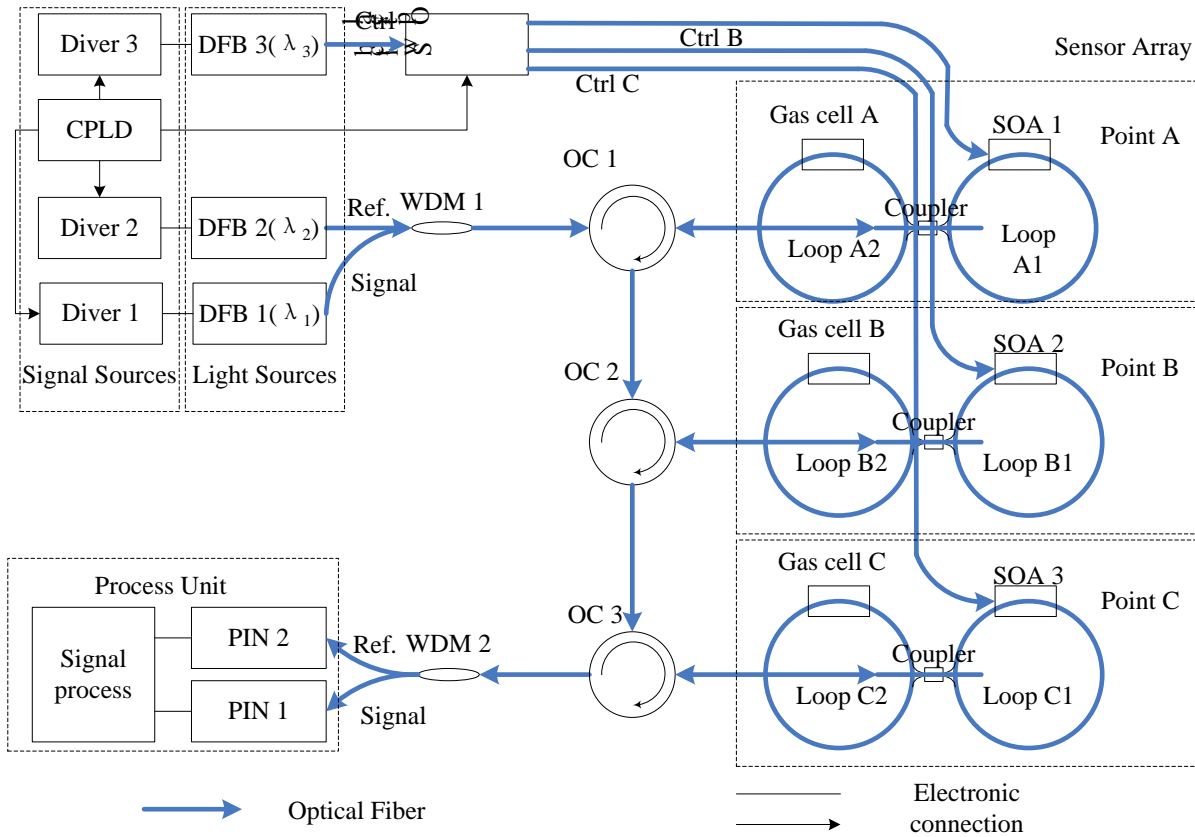 Diver 3
DFB 3(λ3)
Ctrl
Ctrl B
Ctrl C
Sensor Array
CPLD
Gas cell A
SOA 1
Point A
OC 1
Diver 2
DFB 2(λ2)
Ref.
WDM 1
Coupler
Loop A2
Loop
A1
Signal
Diver 1
DFB 1(λ1)
Signal Sources
Light Sources
Gas cell B
SOA 2
Point B
OC 2
Coupler
Loop B2
Loop B1
Gas cell C
SOA 3
Point C
Process Unit
OC 3
Signal
process
PIN 2
Ref.
WDM 2
Coupler
Loop C2
Loop C1
PIN 1
Signal
Optical Fiber
Electronic
connection